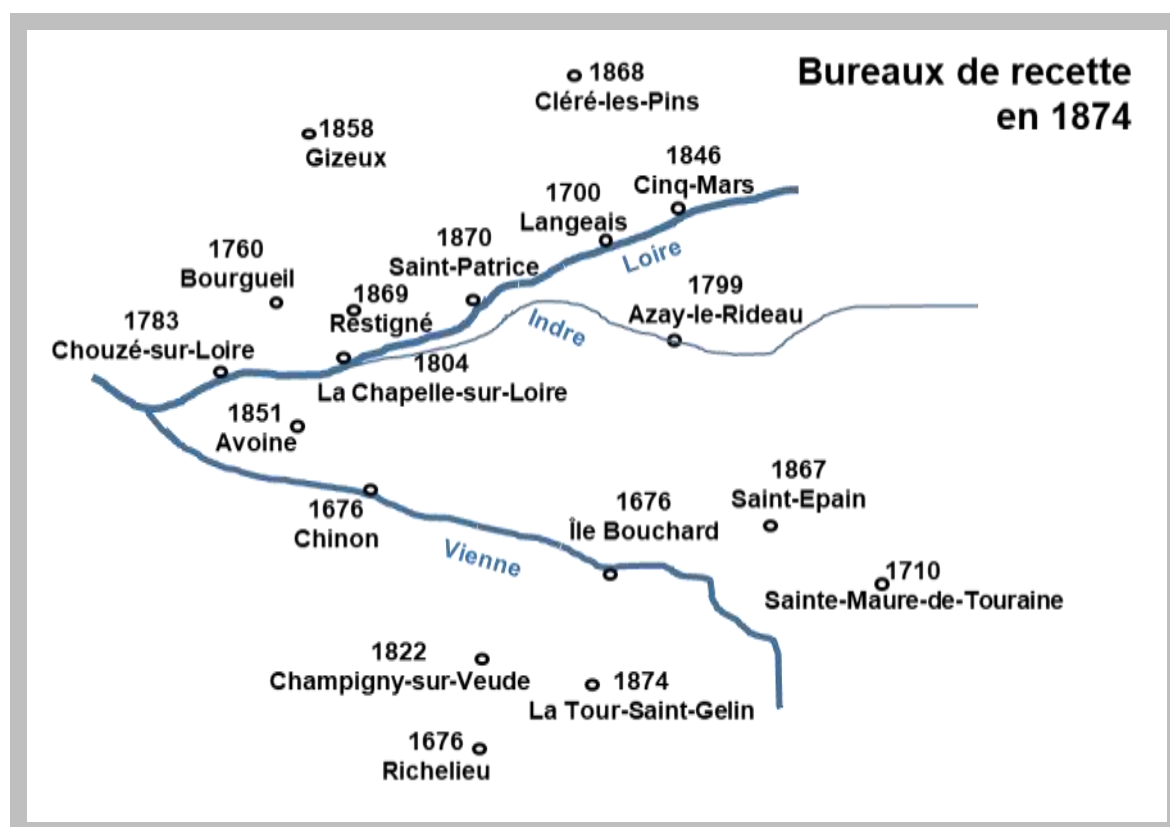 Bureaux de recette
en 1874
1868
Cléré-les-Pins
1858
Gizeux
1846
Cinq-Mars
1700
Langeais
1870
Saint-Patrice
Loire
1760
Bourgueil
1869
Restigné
1799
Azay-le-Rideau
Indre
1783
Chouzé-sur-Loire
1804
La Chapelle-sur-Loire
1851
Avoine
1676
Chinon
Vienne
1676
Île Bouchard
1867
Saint-Epain
1710
Sainte-Maure-de-Touraine
1822
Champigny-sur-Veude
1874
La Tour-Saint-Gelin
1676
Richelieu